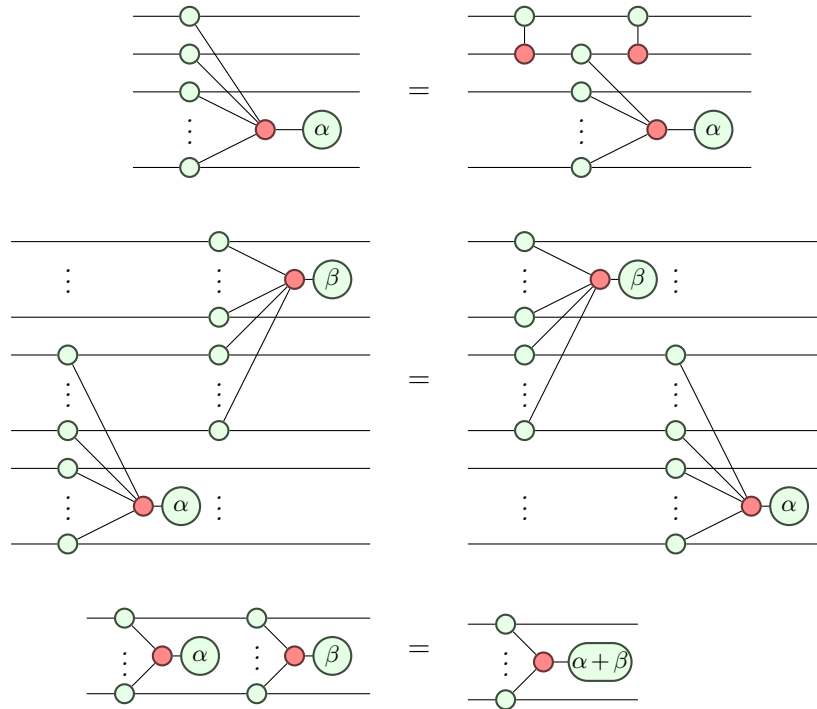 α = α
β = β
α α
α β = α + β